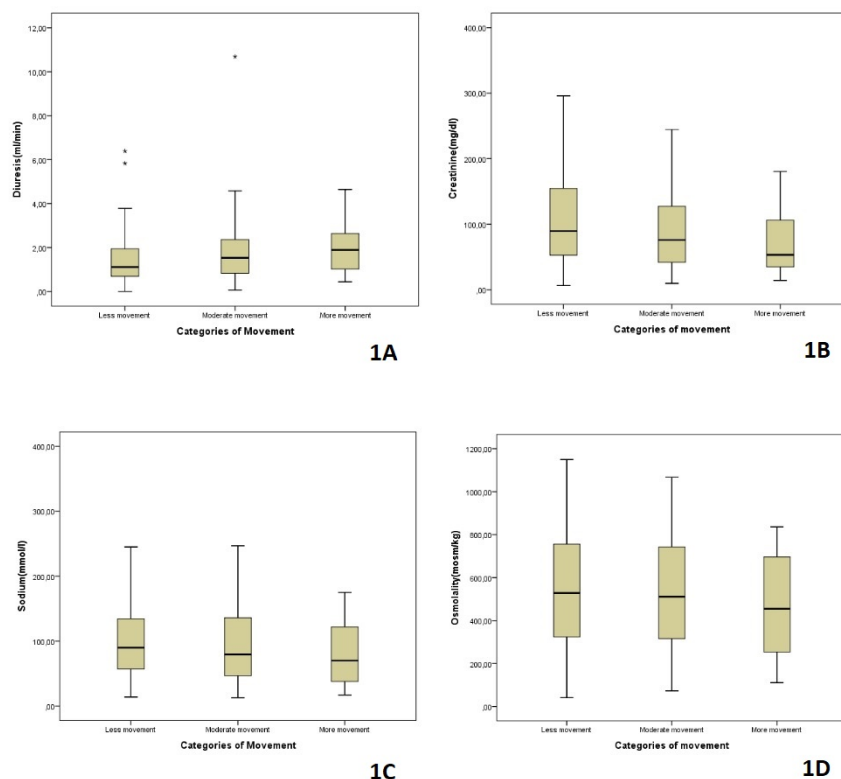 12,00
10,00
8,00
6,00
4,00
2,00
,00
Diuresis(ml/min)
*
*
*
Less movement Moderate movement More movement
Categories of Movement
1A
400,00
300,00
200,00
100,00
,00
Creatinine(mg/dl)
Less movement Moderate movement More movement
Categories of movement
1B
400,00
300,00
200,00
100,00
,00
Sodium(mmol/l)
Less movement Moderate movement More movement
Categories of Movement
1C
1200,00
1000,00
800,00
600,00
400,00
200,00
,00
Osmolality(mosm/kg)
Less movement Moderate movement More movement
Categories of movement
1D